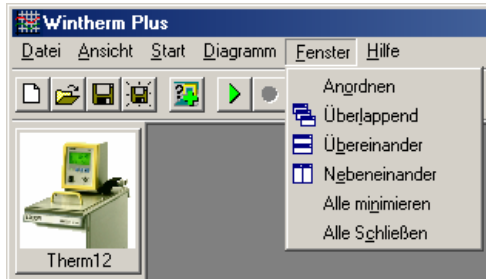 Wintherm Plus
Datei Ansicht Start Diagramm Fenster Hilfe
Anordnen
Überlappend
Übereinander
Nebeneinander
Alle minimieren
Alle Schließen
Therm12